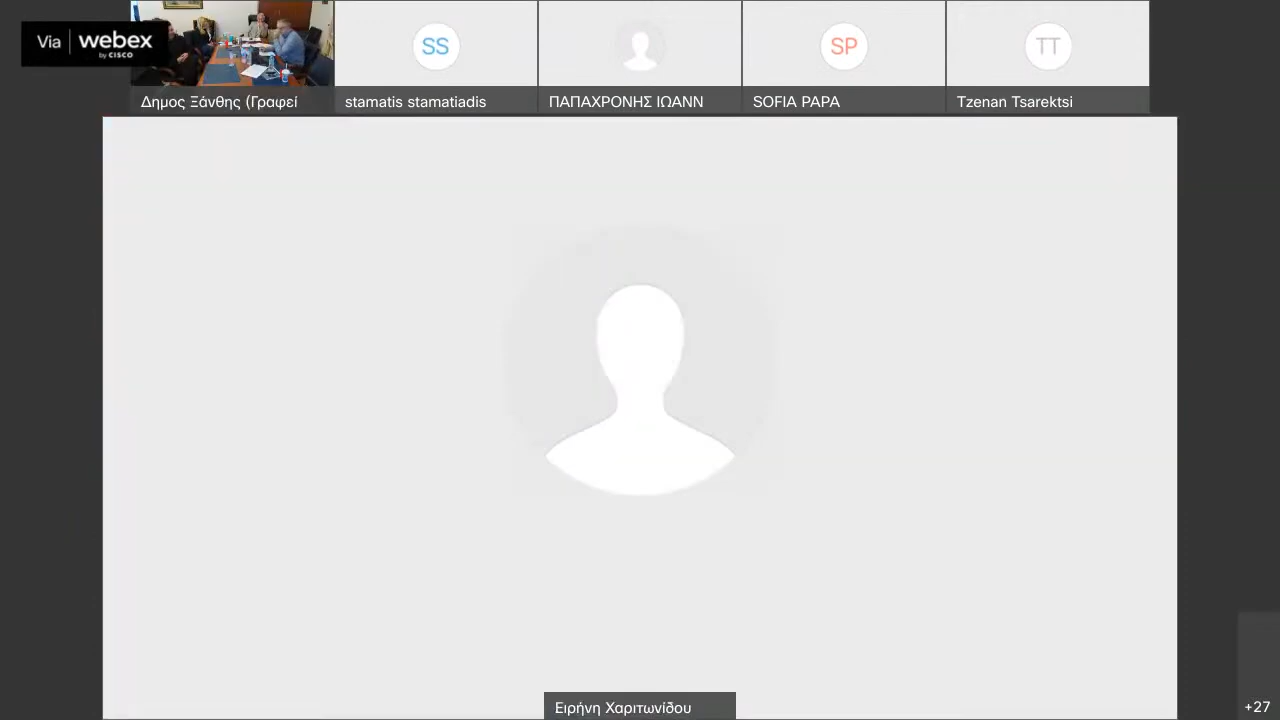 Via webex
by CISCO
SS
SP
TT
Δημος Ξάνθης (Γραφεί
stamatis stamatiadis
ΠΑΠΑΧΡΟΝΗΣ ΙΩΑΝΝ
SOFIA PAPA
Tzenan Tsarektsi
Ειρήνη Χαριτωνίδου
+27